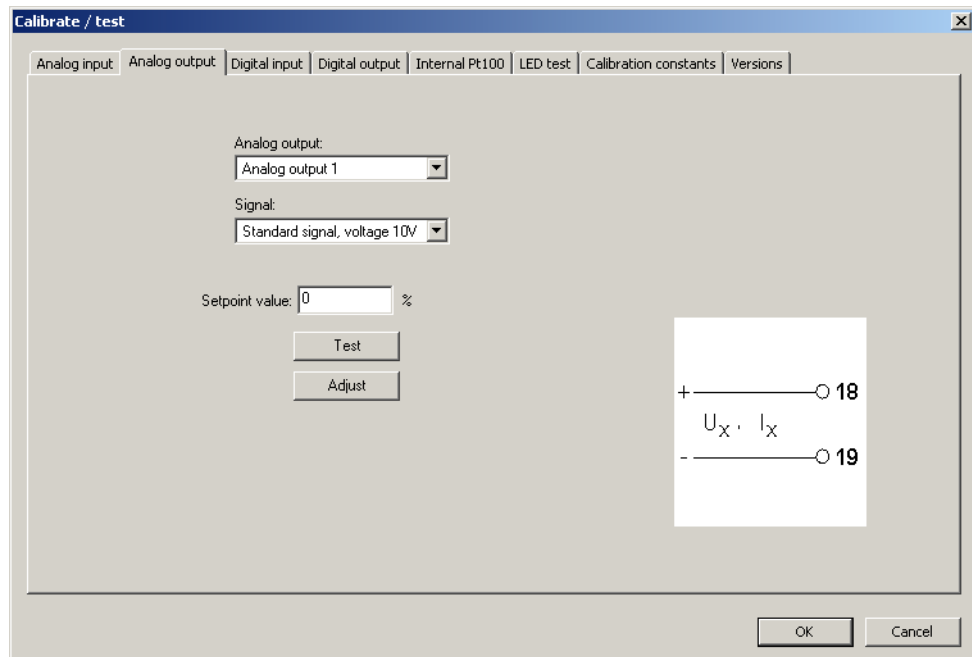 Calibrate / test
Analog input Analog output Digital input Digital output Internal Pt100 LED test Calibration constants Versions
Analog output:
Analog output 1
Signal:
Standard signal, voltage 10V
Setpoint value: 0 %
Test
Adjust
+ 18
UX , IX
- 19
OK Cancel